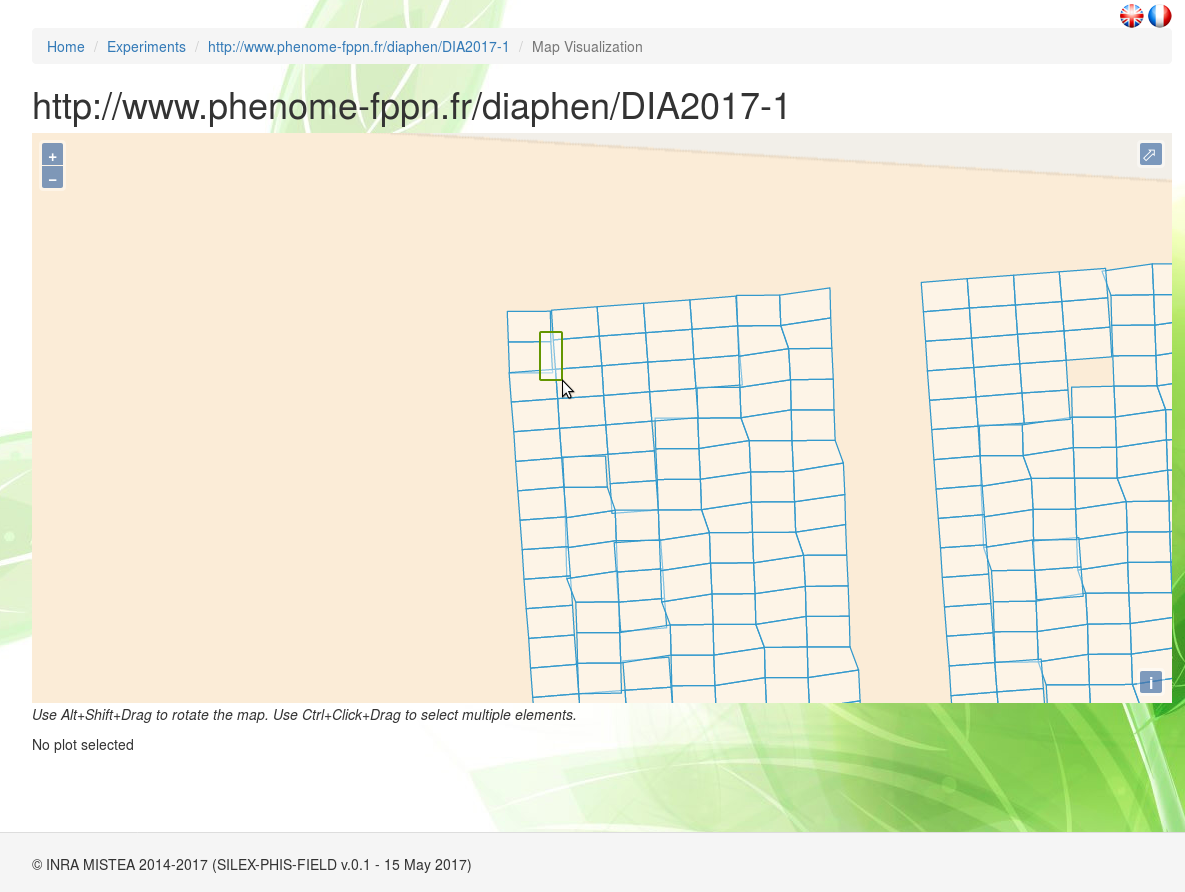 Home / Experiments / http://www.phenome-fppn.fr/diaphen/DIA2017-1 / Map Visualization
http://www.phenome-fppn.fr/diaphen/DIA2017-1
+
–
i
Use Alt+Shift+Drag to rotate the map. Use Ctrl+Click+Drag to select multiple elements.
No plot selected
© INRA MISTEA 2014-2017 (SILEX-PHIS-FIELD v.0.1 - 15 May 2017)